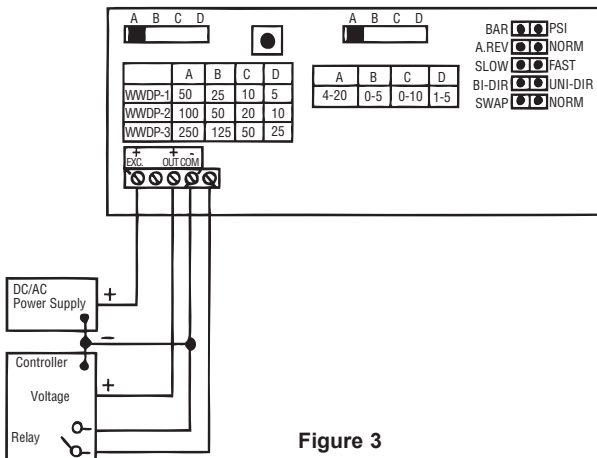 A B C D
A B C D
BAR PSI
A.REV NORM
SLOW FAST
BI-DIR UNI-DIR
SWAP NORM
A B C D
WWDP-1 50 25 10 5
WWDP-2 100 50 20 10
WWDP-3 250 125 50 25
A B C D
4-20 0-5 0-10 1-5
+ + -
EXC. OUT COM
DC/AC
Power Supply
+
-
Controller
Voltage
+
Relay
Figure 3